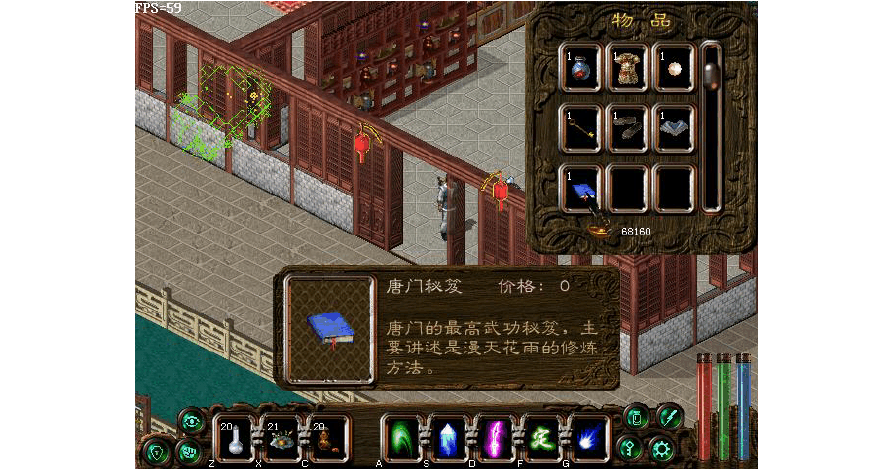 FPS=59
物品
1 1 1
1 1 1
1
68160
唐门秘笈 价格: 0
唐门的最高武功秘笈，主
要讲述是漫天花雨的修炼
方法。
20 21 20
Z X C A S D F G